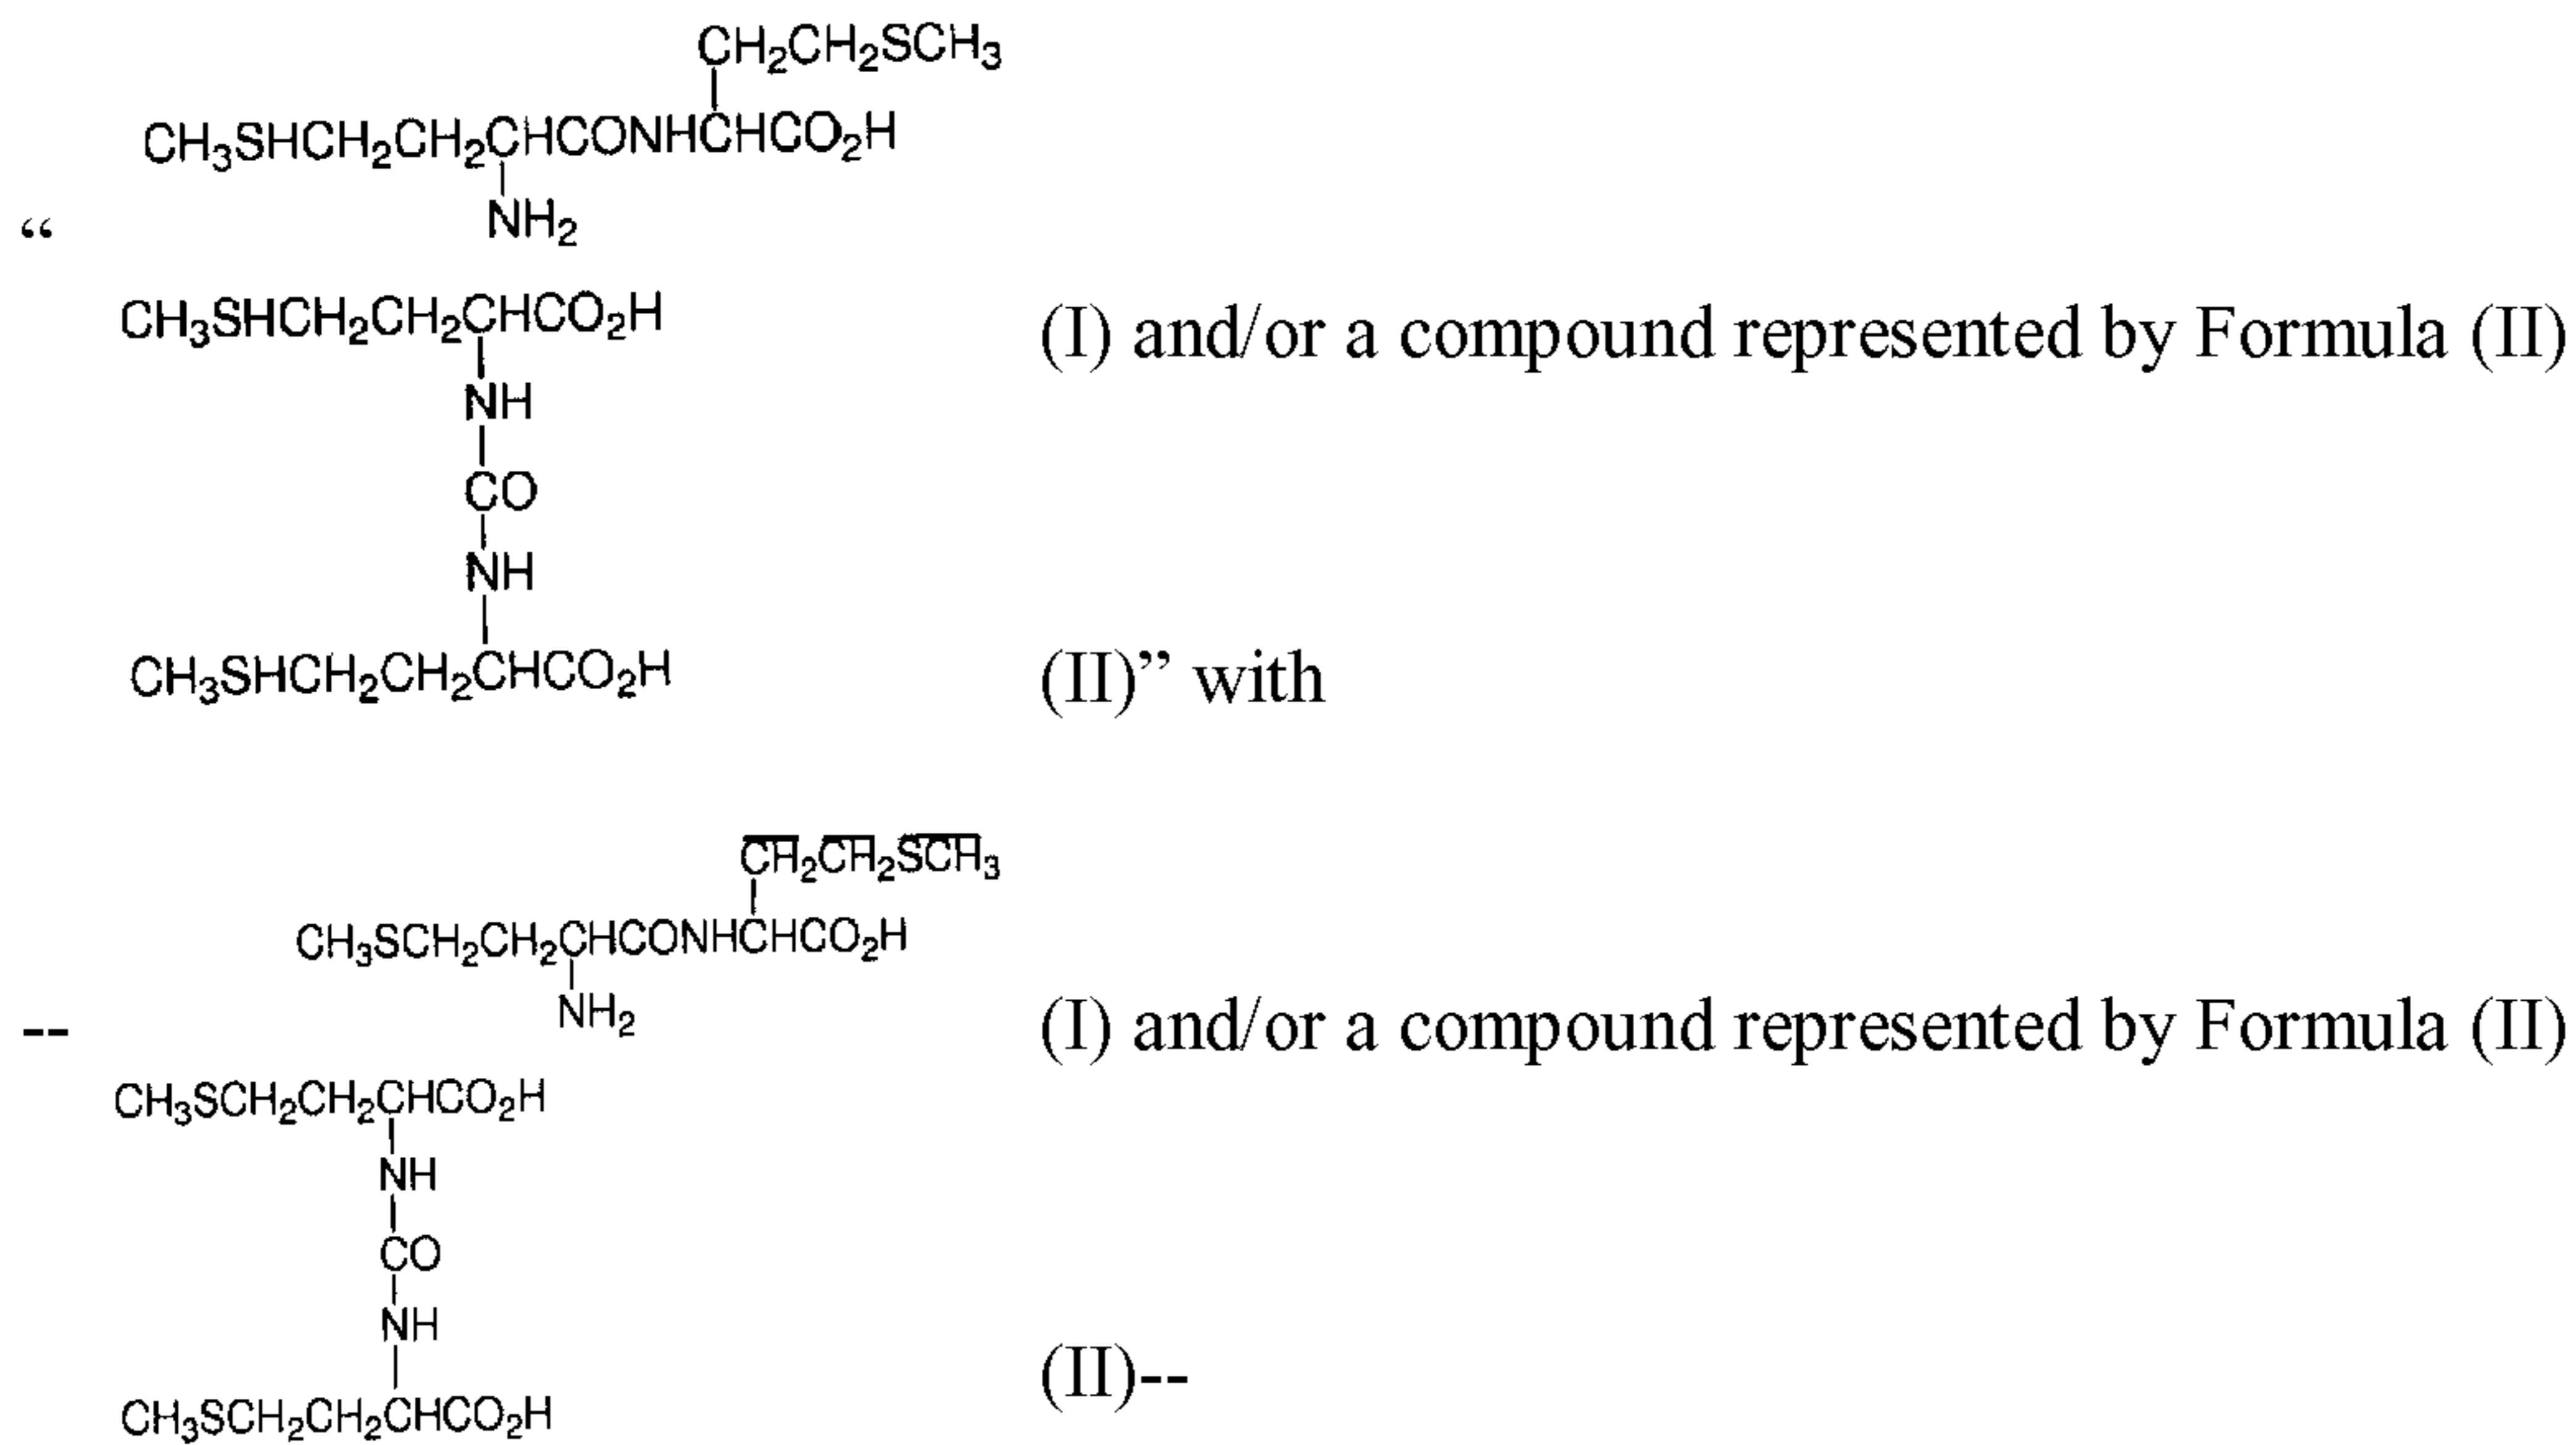 CH₂CH₂SCH₃
CH₃SHCH₂CH₂CHCONHCHCO₂H
NH₂
“
CH₃SHCH₂CH₂CHCO₂H
(I) and/or a compound represented by Formula (II)
NH
CO
NH
CH₃SHCH₂CH₂CHCO₂H
(II)” with
CH₂CH₂SCH₃
CH₃SCH₂CH₂CHCONHCHCO₂H
NH₂
-- (I) and/or a compound represented by Formula (II)
CH₃SCH₂CH₂CHCO₂H
NH
CO
NH
(II)--
CH₃SCH₂CH₂CHCO₂H